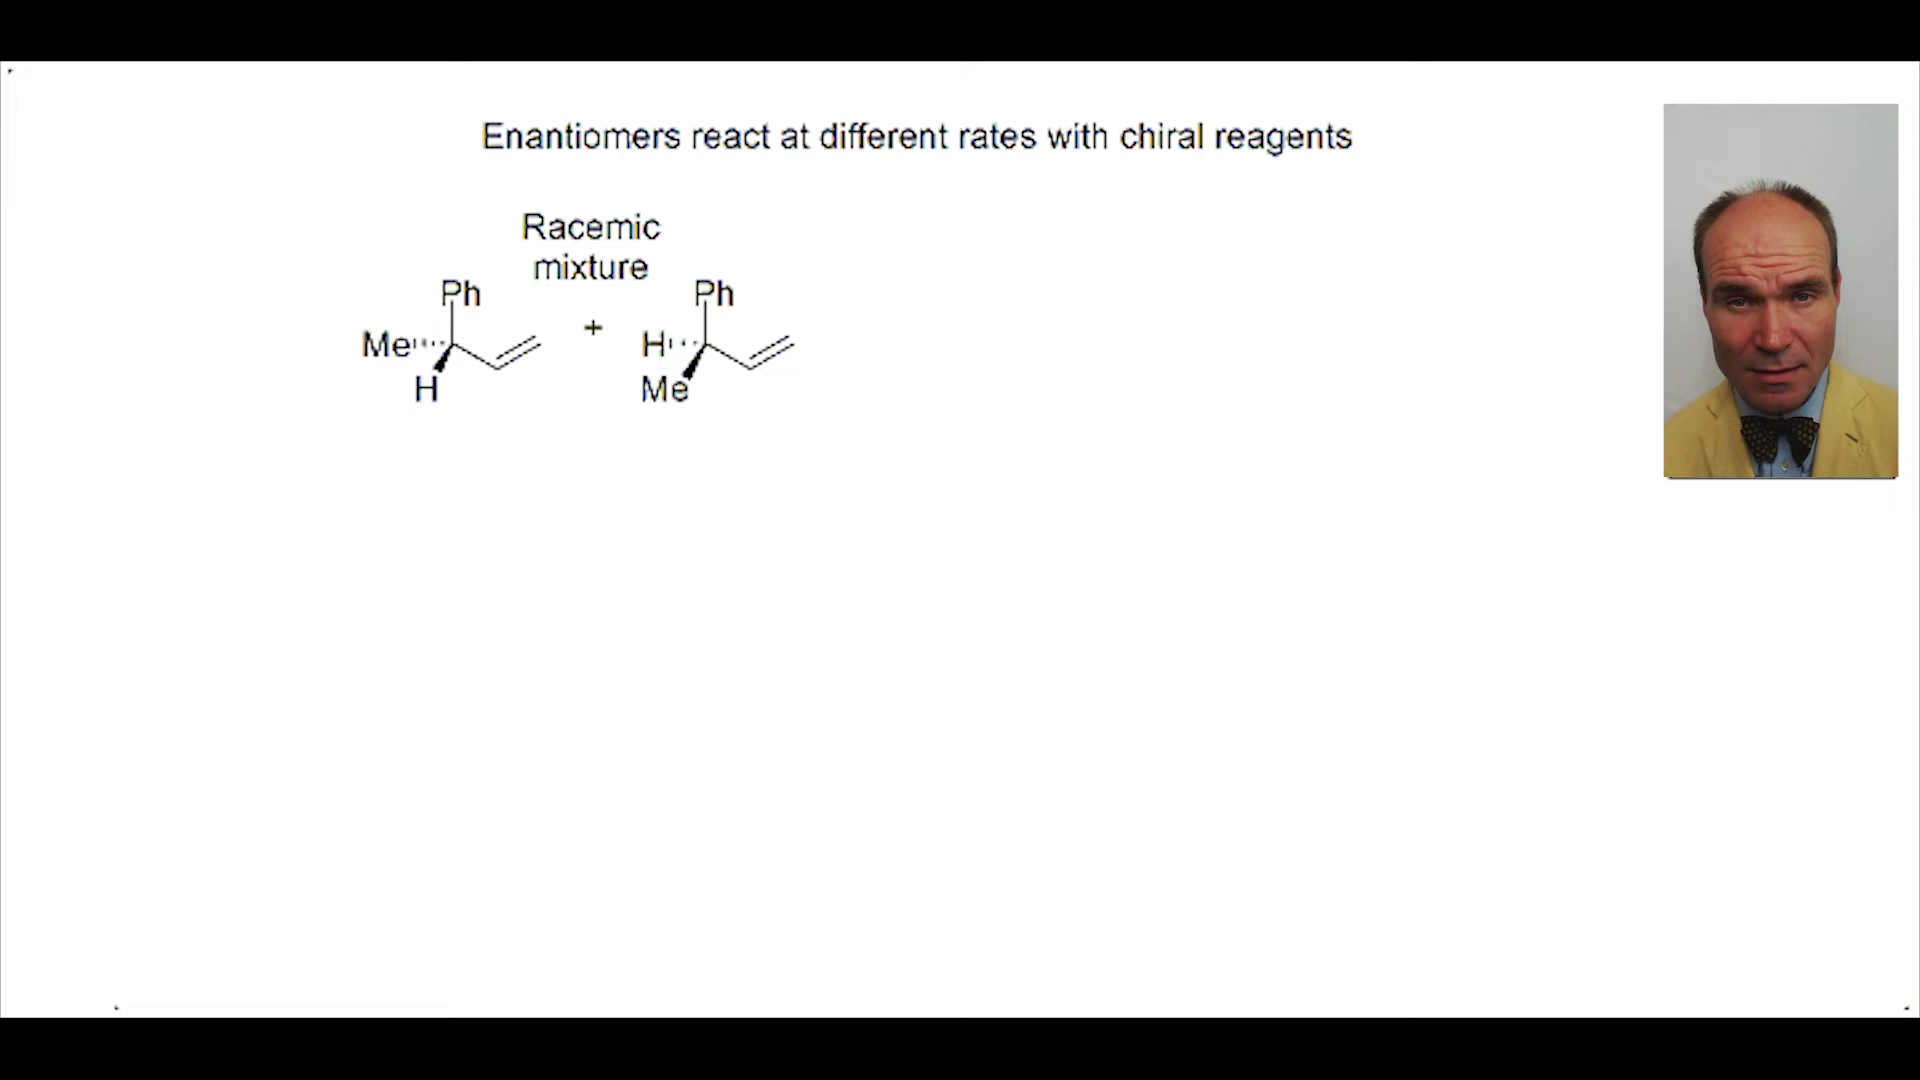 Enantiomers react at different rates with chiral reagents
Racemic
mixture
Ph
Me
H
+
Ph
H
Me